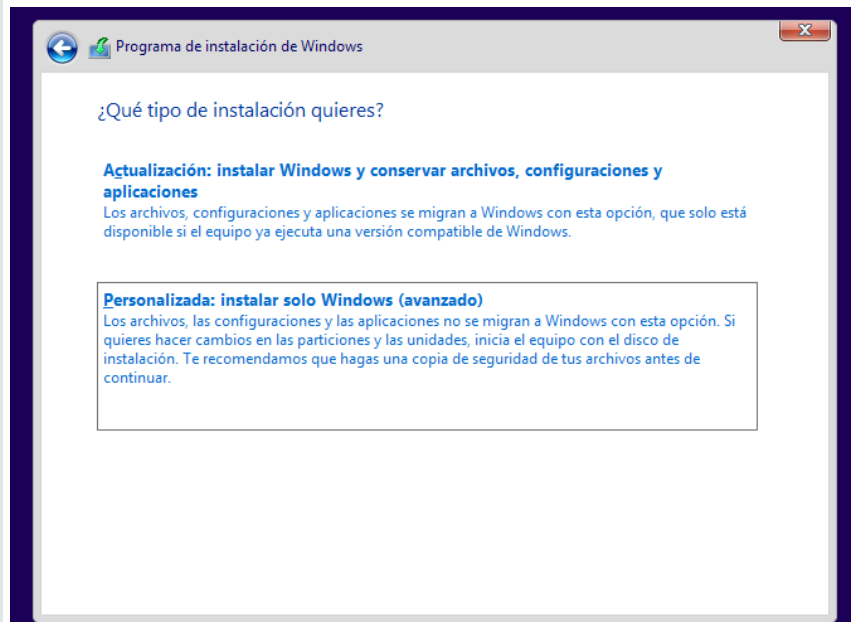 Programa de instalación de Windows
¿Qué tipo de instalación quieres?
Actualización: instalar Windows y conservar archivos, configuraciones y
aplicaciones
Los archivos, configuraciones y aplicaciones se migran a Windows con esta opción, que solo está
disponible si el equipo ya ejecuta una versión compatible de Windows.
Personalizada: instalar solo Windows (avanzado)
Los archivos, las configuraciones y las aplicaciones no se migran a Windows con esta opción. Si
quieres hacer cambios en las particiones y las unidades, inicia el equipo con el disco de
instalación. Te recomendamos que hagas una copia de seguridad de tus archivos antes de
continuar.